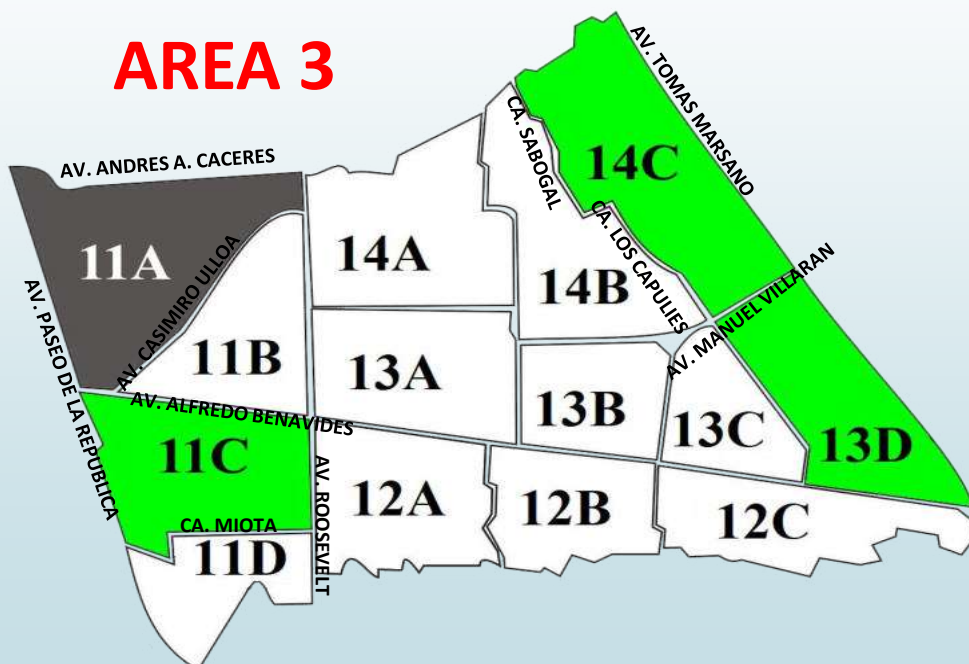 AREA 3
AV. TOMAS MARSANO
CA. SABOGAL
AV. ANDRES A. CACERES
14C
11A
14A
CA. LOS CAPULIES
AV. CASIMIRO ULLOA
14B
AV. MANUEL VILLARAN
AV. PASEO DE LA REPUBLICA
11B
13A
13B
13C
AV. ALFREDO BENAVIDES
11C
13D
AV. ROOSEVELT
12A
12B
12C
CA. MIOTA
11D